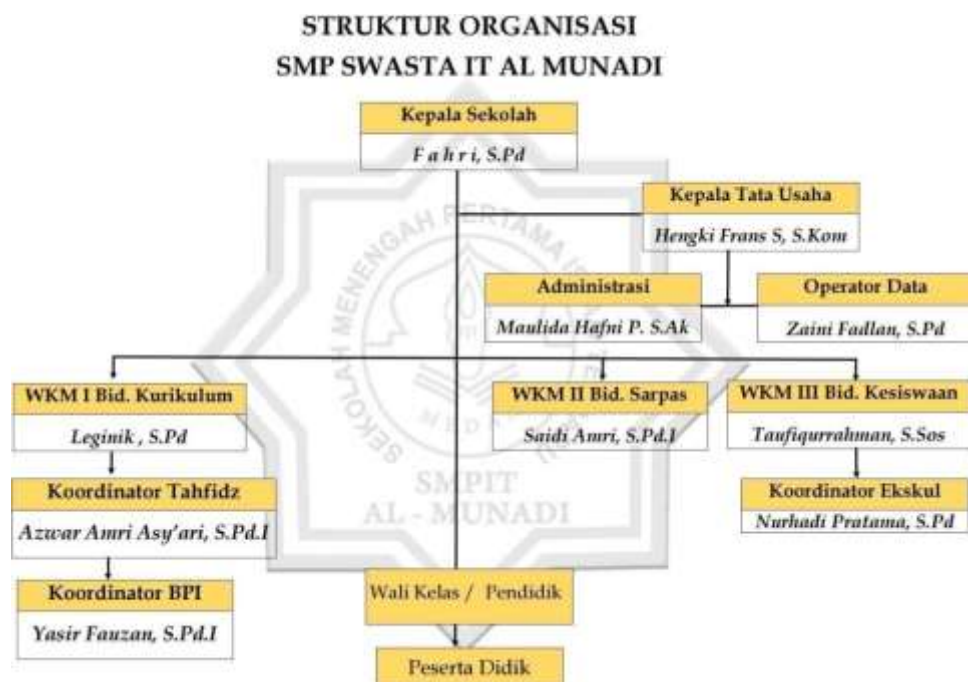 STRUKTUR ORGANISASI
SMP SWASTA IT AL MUNADI
Kepala Sekolah
F a h r i, S.Pd
Kepala Tata Usaha
Hengki Frans S, S.Kom
Administrasi
Maulida Hafni P. S.Ak
Operator Data
Zaini Fadlan, S.Pd
WKM I Bid. Kurikulum
Leginik , S.Pd
WKM II Bid. Sarpas
Saidi Amri, S.Pd.I
WKM III Bid. Kesiswaan
Taufiqurrahman, S.Sos
Koordinator Tahfidz
Azwar Amri Asy'ari, S.Pd.I
Koordinator Ekskul
Nurhadi Pratama, S.Pd
Koordinator BPI
Yasir Fauzan, S.Pd.I
Wali Kelas / Pendidik
Peserta Didik
SEKOLAH MENENGAH PERTAMA
SMPIT
AL - MUNADI